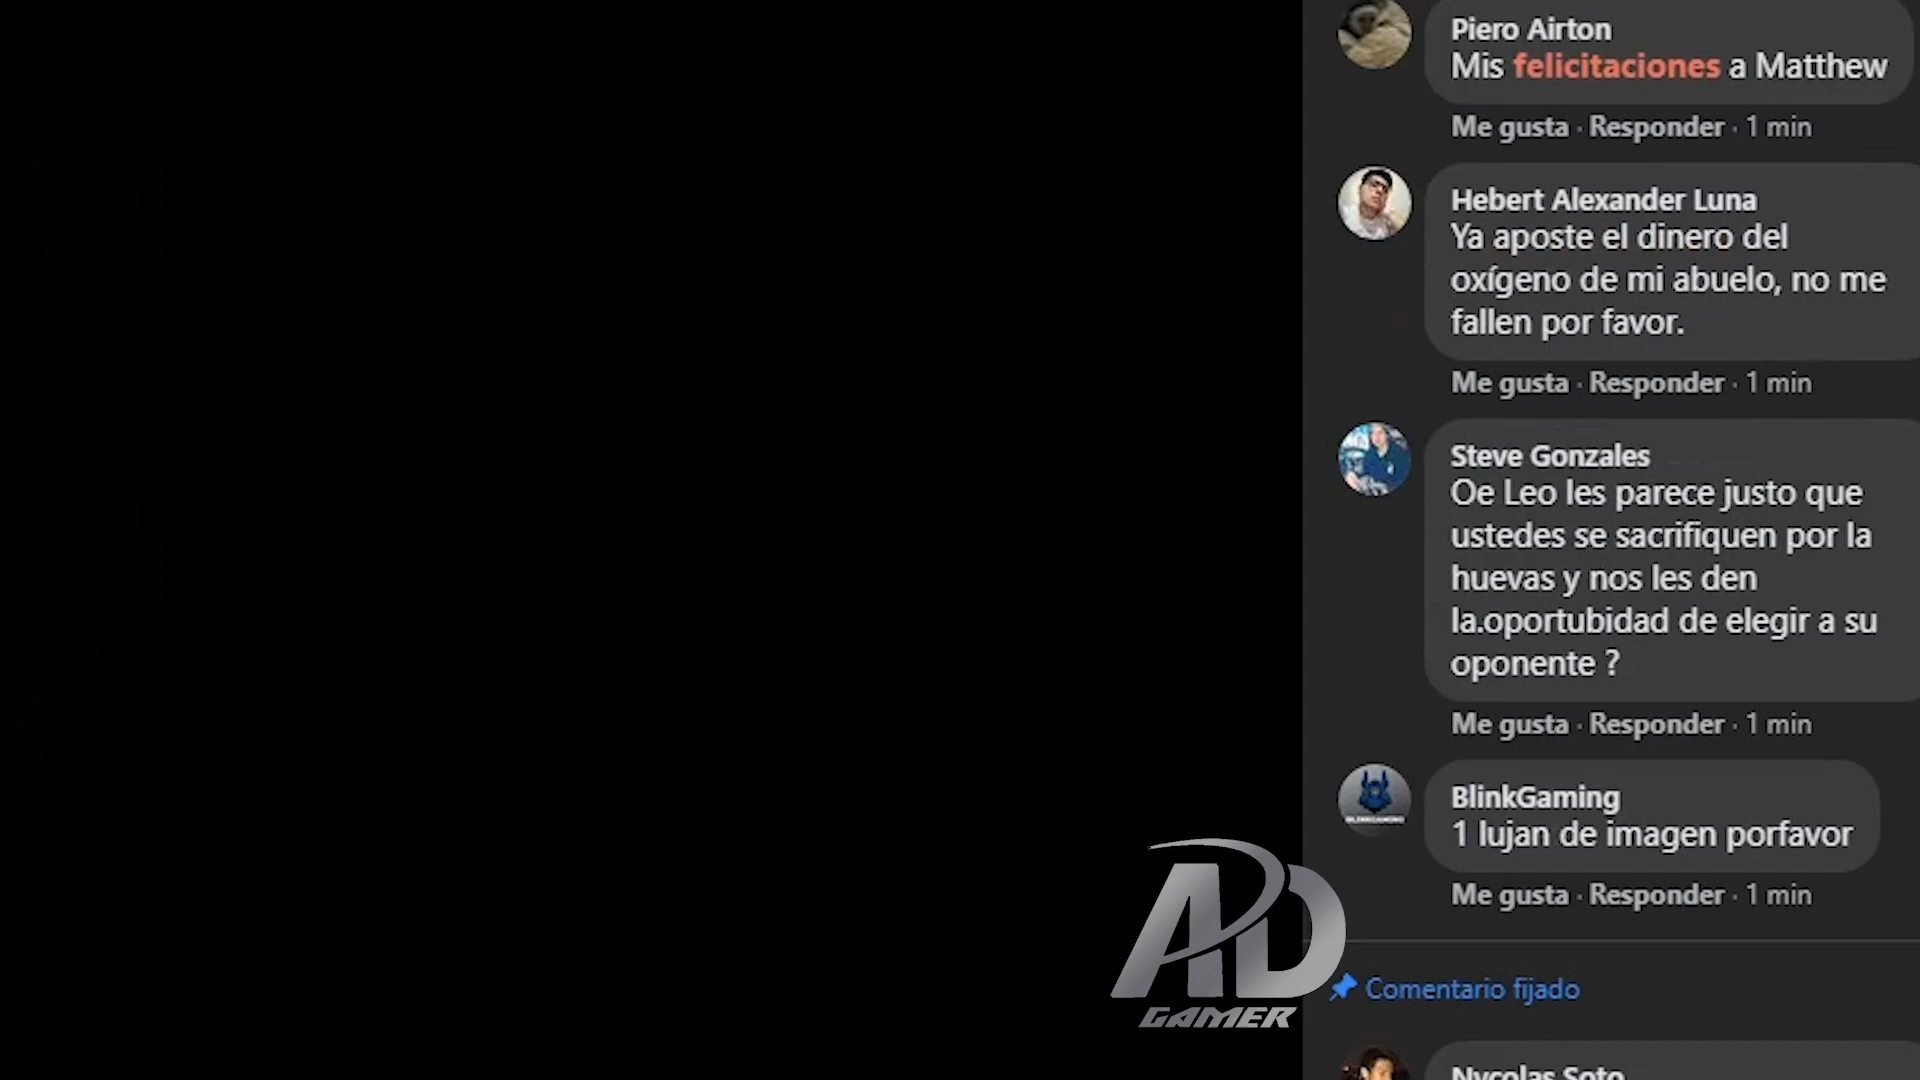 Piero Airton
Mis felicitaciones a Matthew
Me gusta · Responder · 1 min
Hebert Alexander Luna
Ya aposte el dinero del
oxígeno de mi abuelo, no me
fallen por favor.
Me gusta · Responder · 1 min
Steve Gonzales
Oe Leo les parece justo que
ustedes se sacrifiquen por la
huevas y nos les den
la.oportubidad de elegir a su
oponente ?
Me gusta · Responder · 1 min
BlinkGaming
1 lujan de imagen porfavor
Me gusta · Responder · 1 min
AD
GAMER
Comentario fijado
Nycolas Soto